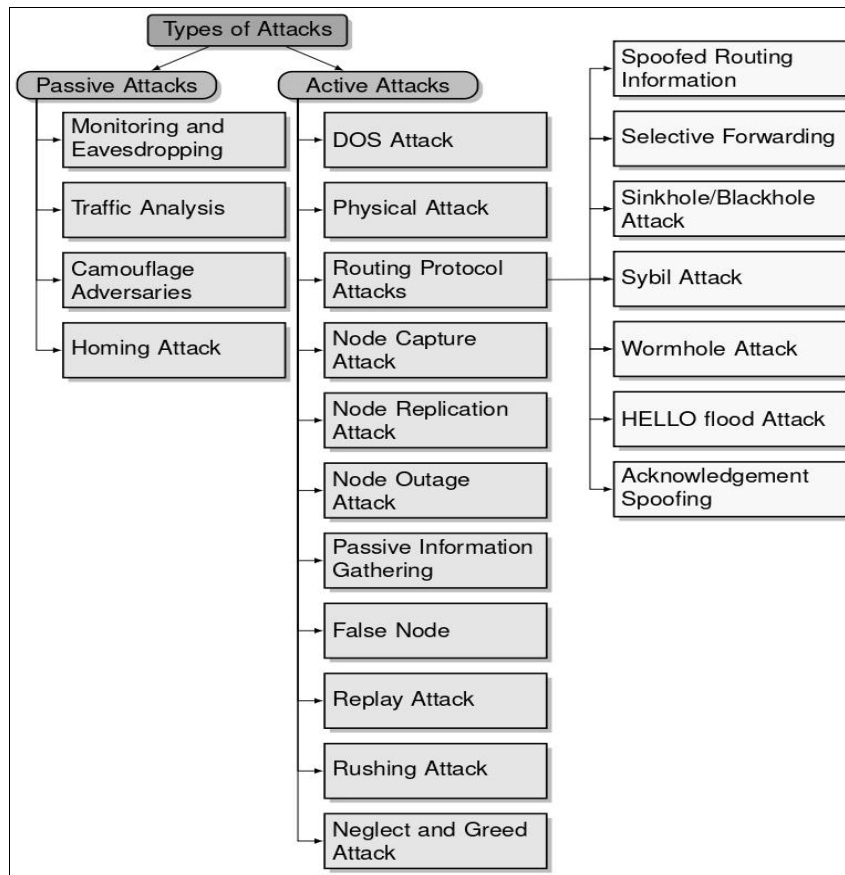 Types of Attacks
Passive Attacks
Monitoring and
Eavesdropping
Traffic Analysis
Camouflage
Adversaries
Homing Attack
Active Attacks
DOS Attack
Physical Attack
Routing Protocol
Attacks
Node Capture
Attack
Node Replication
Attack
Node Outage
Attack
Passive Information
Gathering
False Node
Replay Attack
Rushing Attack
Neglect and Greed
Attack
Spoofed Routing
Information
Selective Forwarding
Sinkhole/Blackhole
Attack
Sybil Attack
Wormhole Attack
HELLO flood Attack
Acknowledgement
Spoofing